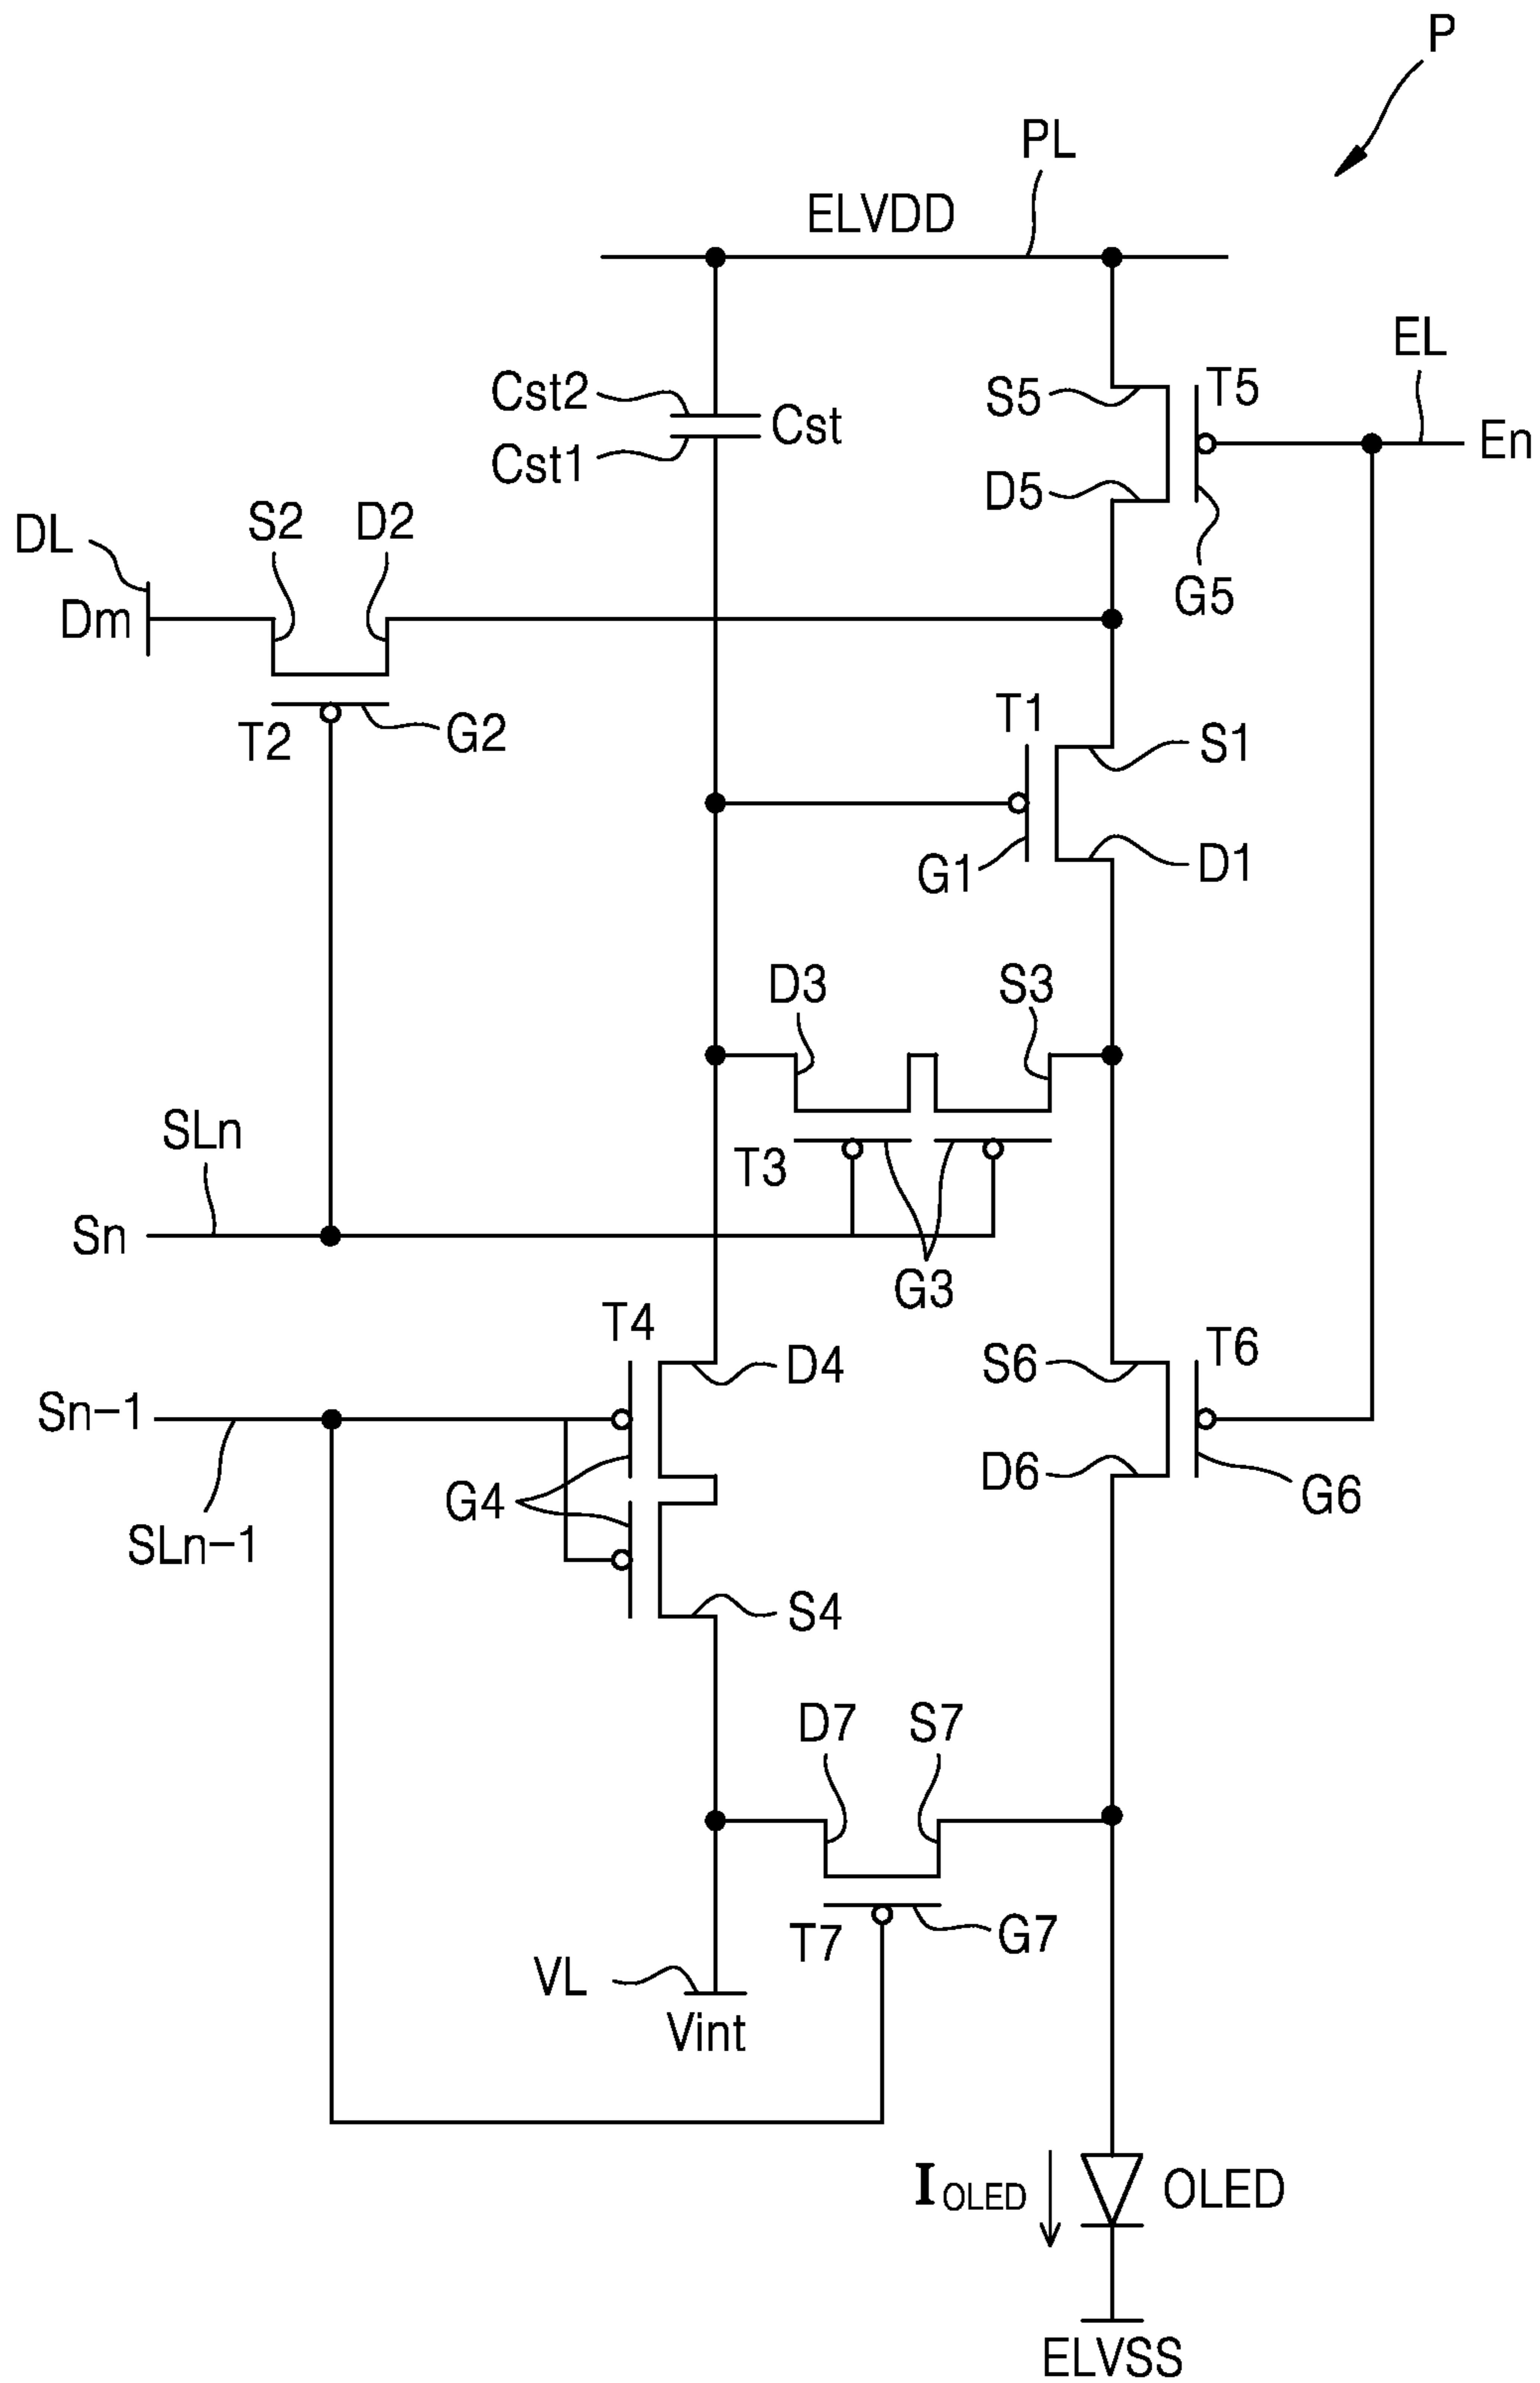 P
PL
ELVDD
EL
Cst2
Cst
Cst1
S5
T5
En
D5
G5
DL
S2
D2
Dm
T2
G2
T1
S1
G1
D1
D3
S3
SLn
T3
Sn
G3
T4
D4
S6
T6
Sn-1
G4
D6
G6
SLn-1
S4
D7
S7
T7
G7
VL
Vint
IOLED
OLED
ELVSS